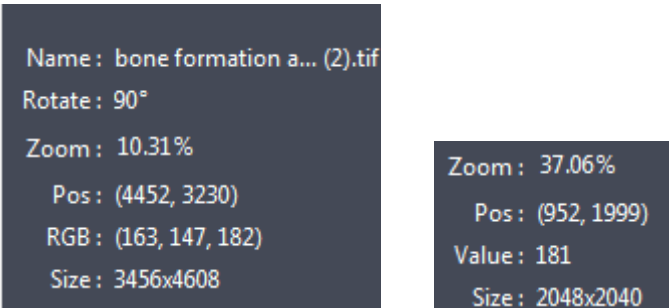 Name : bone formation a... (2).tif
Rotate : 90°
Zoom : 10.31%
Pos : (4452, 3230)
RGB : (163, 147, 182)
Size : 3456x4608
Zoom : 37.06%
Pos : (952, 1999)
Value : 181
Size : 2048x2040